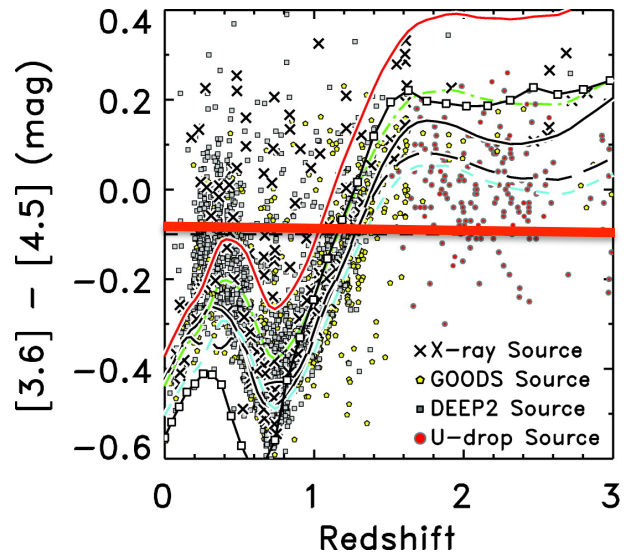 [3.6] − [4.5] (mag)
0.4
0.2
0.0
−0.2
−0.4
−0.6
X−ray Source
GOODS Source
DEEP2 Source
U−drop Source
0
1
2
3
Redshift